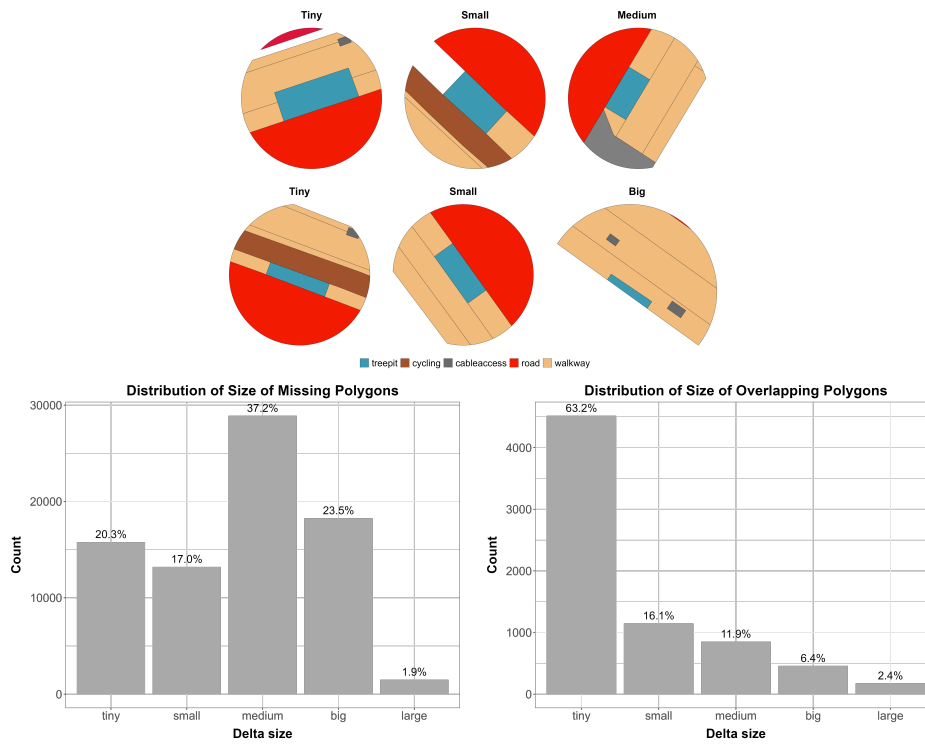 Tiny Small Medium
Tiny Small Big
treepit cycling cableaccess road walkway
Distribution of Size of Missing Polygons
30000
20000
10000
0
Count
20.3%
17.0%
37.2%
23.5%
1.9%
tiny small medium big large
Delta size
Distribution of Size of Overlapping Polygons
4000
3000
2000
1000
0
Count
63.2%
16.1%
11.9%
6.4%
2.4%
tiny small medium big large
Delta size